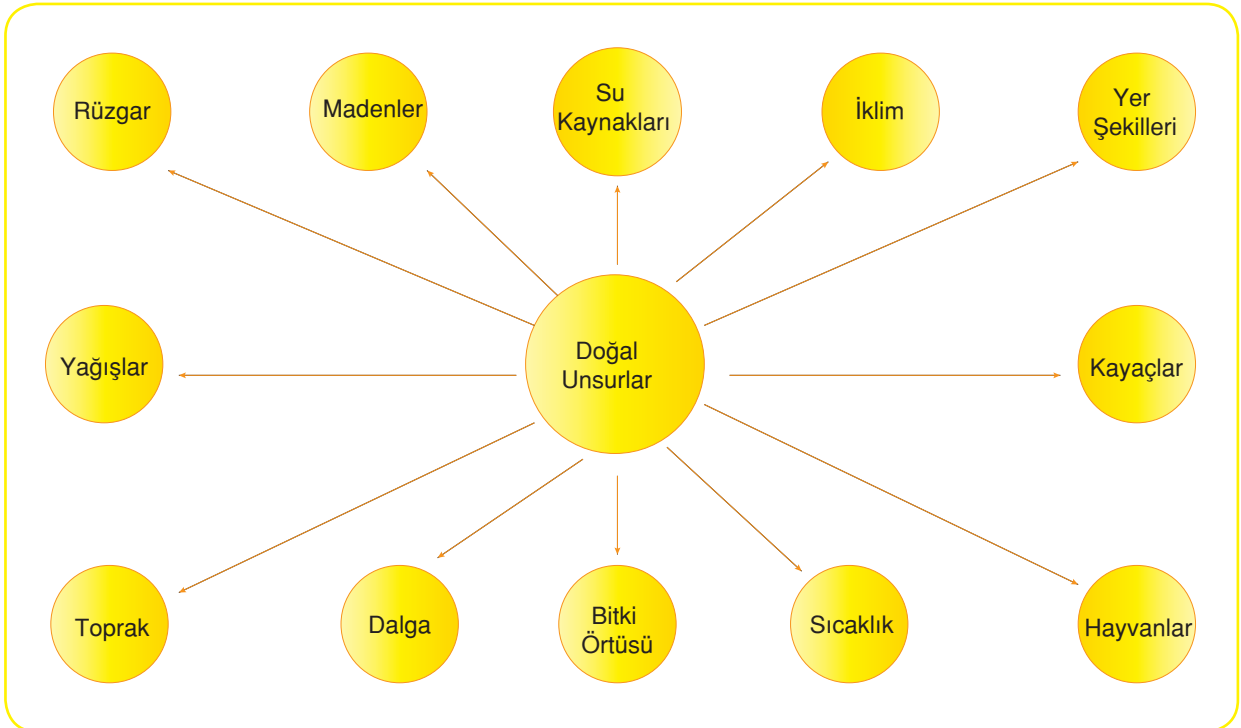 Rüzgar
Madenler
Su
Kaynakları
İklim
Yer
Şekilleri
Yağışlar
Doğal
Unsurlar
Kayaçlar
Toprak
Dalga
Bitki
Örtüsü
Sıcaklık
Hayvanlar